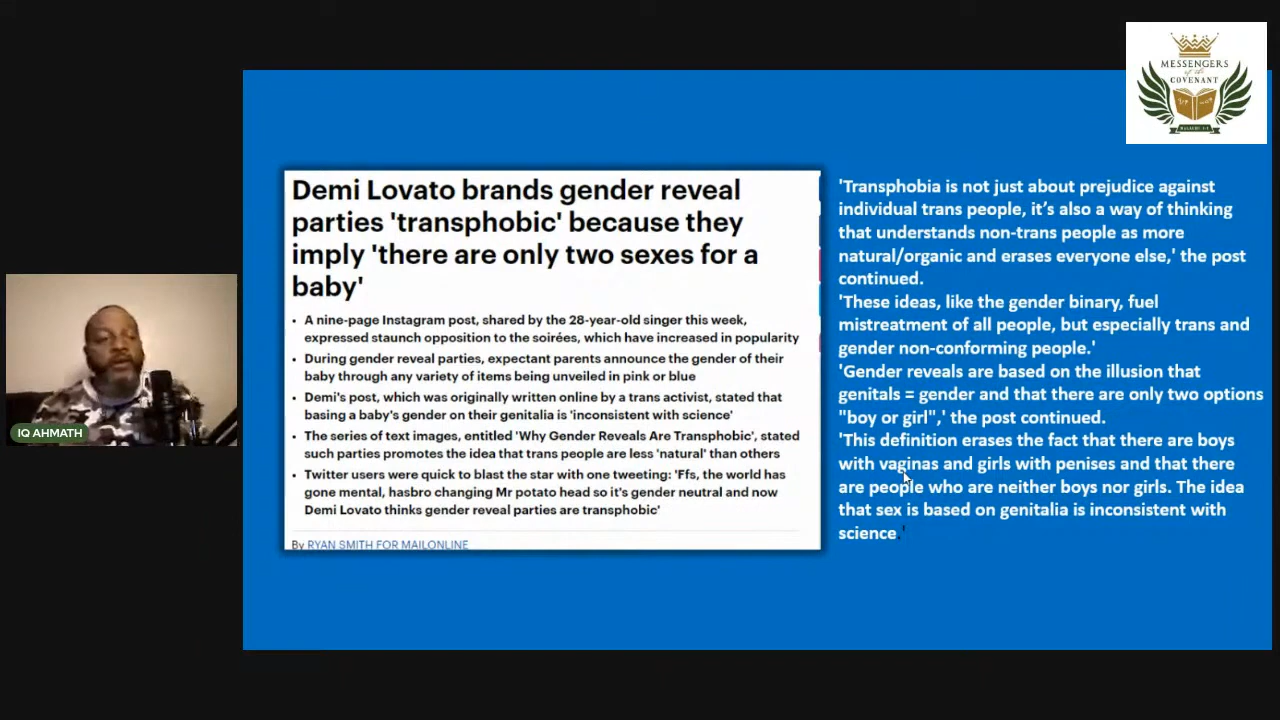 MESSENGERS
of the
COVENANT
Demi Lovato brands gender reveal
parties 'transphobic' because they
imply 'there are only two sexes for a
baby'
• A nine-page Instagram post, shared by the 28-year-old singer this week,
expressed staunch opposition to the soirées, which have increased in popularity
• During gender reveal parties, expectant parents announce the gender of their
baby through any variety of items being unveiled in pink or blue
• Demi's post, which was originally written online by a trans activist, stated that
basing a baby's gender on their genitalia is 'inconsistent with science'
• The series of text images, entitled 'Why Gender Reveals Are Transphobic', stated
such parties promotes the idea that trans people are less 'natural' than others
• Twitter users were quick to blast the star with one tweeting: 'Ffs, the world has
gone mental, hasbro changing Mr potato head so it's gender neutral and now
Demi Lovato thinks gender reveal parties are transphobic'
By RYAN SMITH FOR MAILONLINE
'Transphobia is not just about prejudice against
individual trans people, it's also a way of thinking
that understands non-trans people as more
natural/organic and erases everyone else,' the post
continued.
'These ideas, like the gender binary, fuel
mistreatment of all people, but especially trans and
gender non-conforming people.'
'Gender reveals are based on the illusion that
genitals = gender and that there are only two options
"boy or girl",' the post continued.
'This definition erases the fact that there are boys
with vaginas and girls with penises and that there
are people who are neither boys nor girls. The idea
that sex is based on genitalia is inconsistent with
science.'
IQ AHMATH